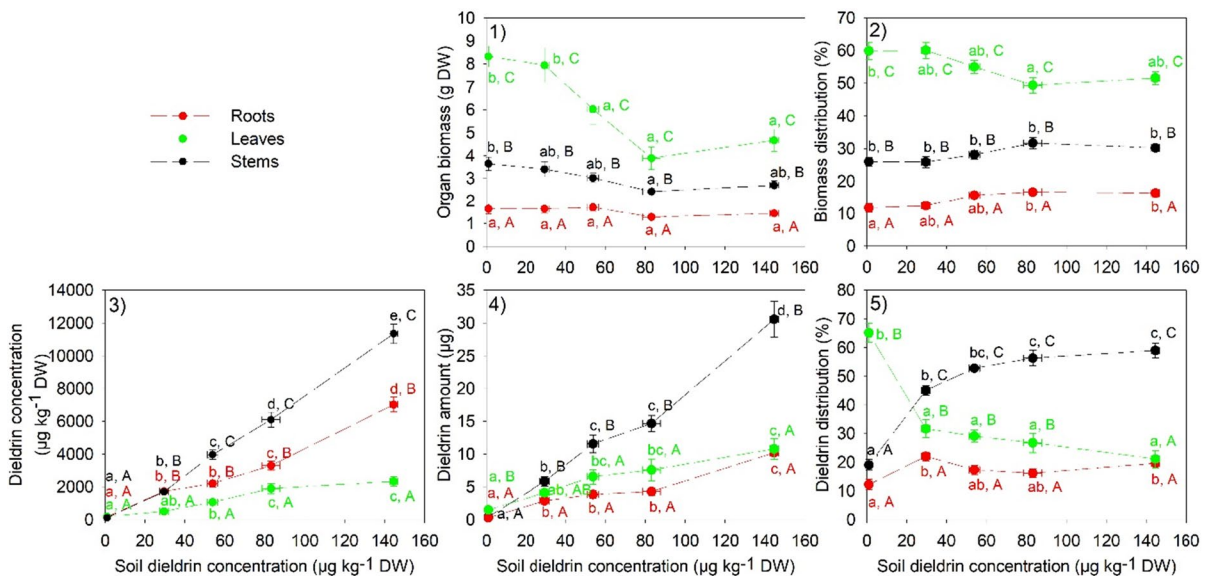 Roots
Leaves
Stems
1)
Organ biomass (g DW)
10
9
8
7
6
5
4
3
2
1
0
b, C
b, C
a, C
a, C
a, C
b, B
ab, B
ab, B
a, B
ab, B
a, A
a, A
a, A
a, A
a, A
0 20 40 60 80 100 120 140 160
2)
Biomass distribution (%)
70
60
50
40
30
20
10
0
b, C
ab, C
ab, C
a, C
ab, C
b, B
b, B
b, B
b, B
b, B
a, A
ab, A
ab, A
b, A
b, A
0 20 40 60 80 100 120 140 160
3)
Dieldrin concentration
(µg kg-1 DW)
14000
12000
10000
8000
6000
4000
2000
0
a, A
a, A
a, A
b, B
b, B
ab, A
c, C
b, B
b, A
d, C
c, B
c, A
e, C
d, B
c, A
0 20 40 60 80 100 120 140 160
Soil dieldrin concentration (µg kg-1 DW)
4)
Dieldrin amount (µg)
35
30
25
20
15
10
5
0
a, B
a, A
a, A
b, B
ab, AB
b, A
c, B
bc, A
b, A
c, B
bc, A
b, A
d, B
c, A
c, A
0 20 40 60 80 100 120 140 160
Soil dieldrin concentration (µg kg-1 DW)
5)
Dieldrin distribution (%)
80
70
60
50
40
30
20
10
0
b, B
a, A
a, A
b, C
a, B
b, A
bc, C
a, B
ab, A
c, C
a, B
ab, A
c, C
a, A
b, A
0 20 40 60 80 100 120 140 160
Soil dieldrin concentration (µg kg-1 DW)